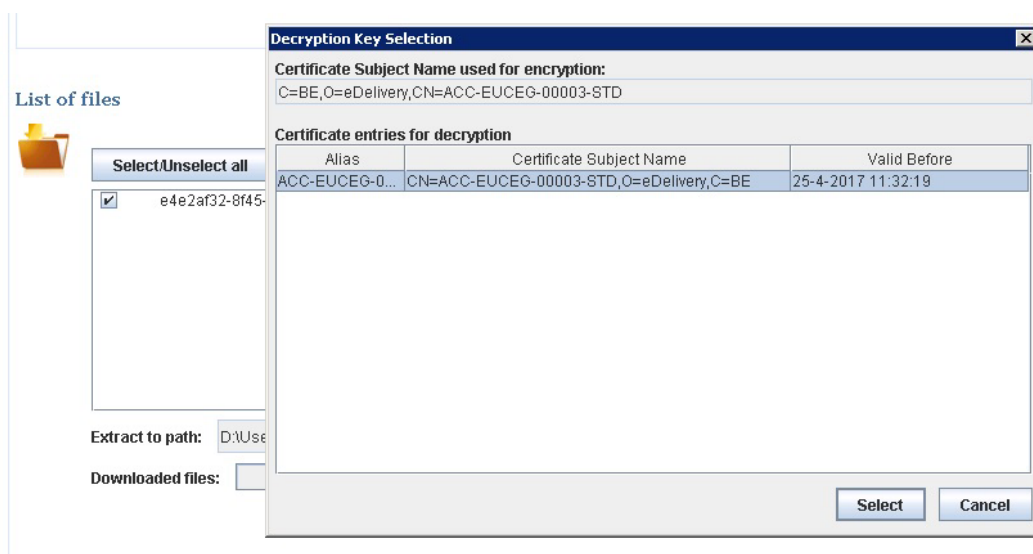 Decryption Key Selection
Certificate Subject Name used for encryption:
C=BE,O=eDelivery,CN=ACC-EUCEG-00003-STD
List of files
Certificate entries for decryption
Select/Unselect all
Alias Certificate Subject Name Valid Before
ACC-EUCEG-0... CN=ACC-EUCEG-00003-STD,O=eDelivery,C=BE 25-4-2017 11:32:19
e4e2af32-8f45-
Extract to path: D:\Use
Downloaded files:
Select Cancel